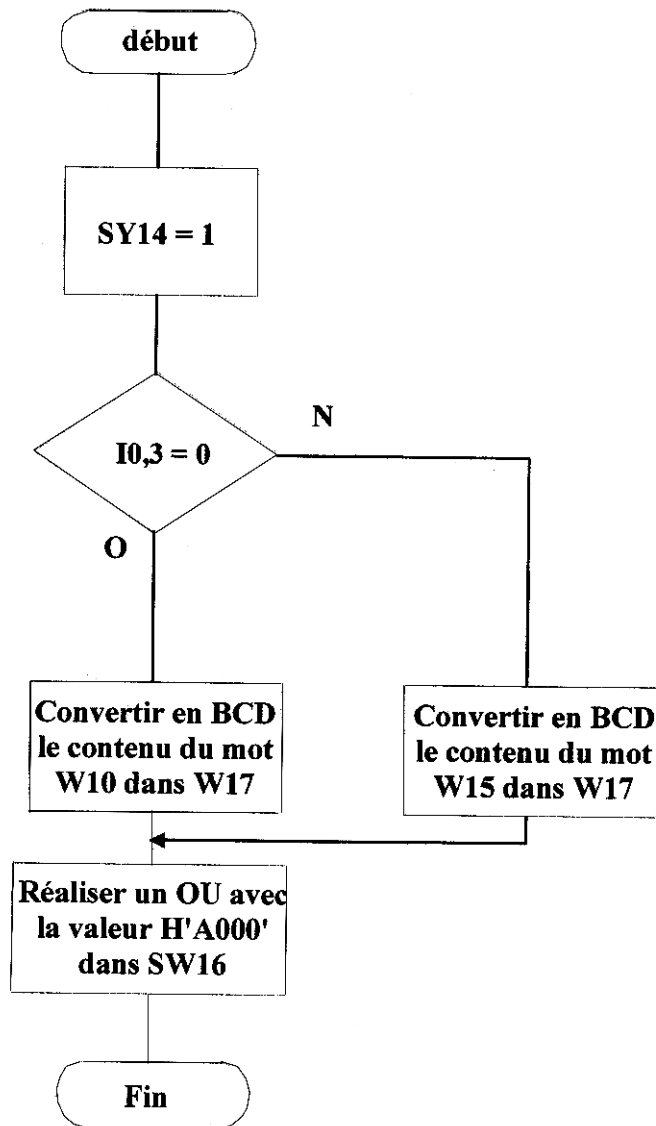 début
SY14 = 1
I0,3 = 0
N
O
Convertir en BCD
le contenu du mot
W10 dans W17
Convertir en BCD
le contenu du mot
W15 dans W17
Réaliser un OU avec
la valeur H'A000'
dans SW16
Fin